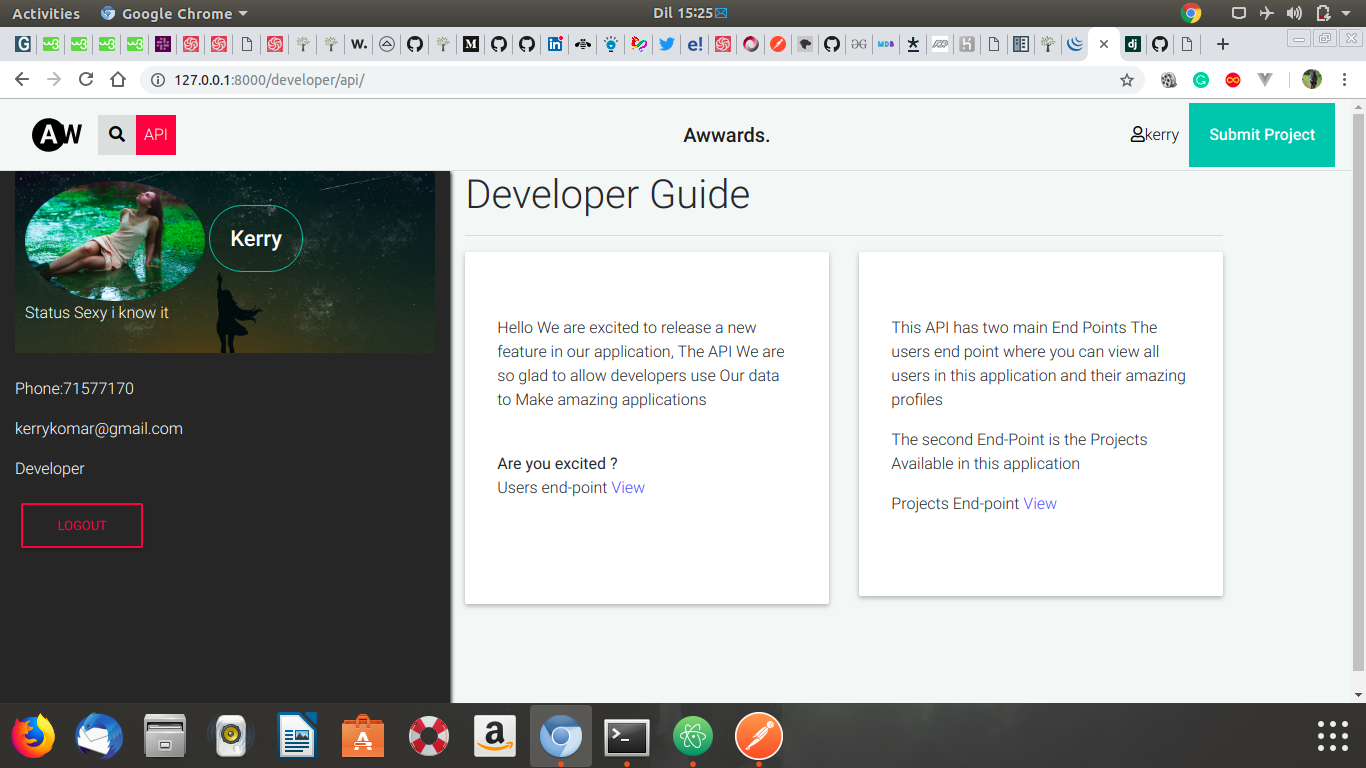 Activities
Google Chrome
Dil 15:25
127.0.0.1:8000/developer/api/
AW
API
Awwards.
kerry
Submit Project
Kerry
Status Sexy i know it
Phone:71577170
kerrykomar@gmail.com
Developer
LOGOUT
Developer Guide
Hello We are excited to release a new
feature in our application, The API We are
so glad to allow developers use Our data
to Make amazing applications
Are you excited ?
Users end-point View
This API has two main End Points The
users end point where you can view all
users in this application and their amazing
profiles
The second End-Point is the Projects
Available in this application
Projects End-point View